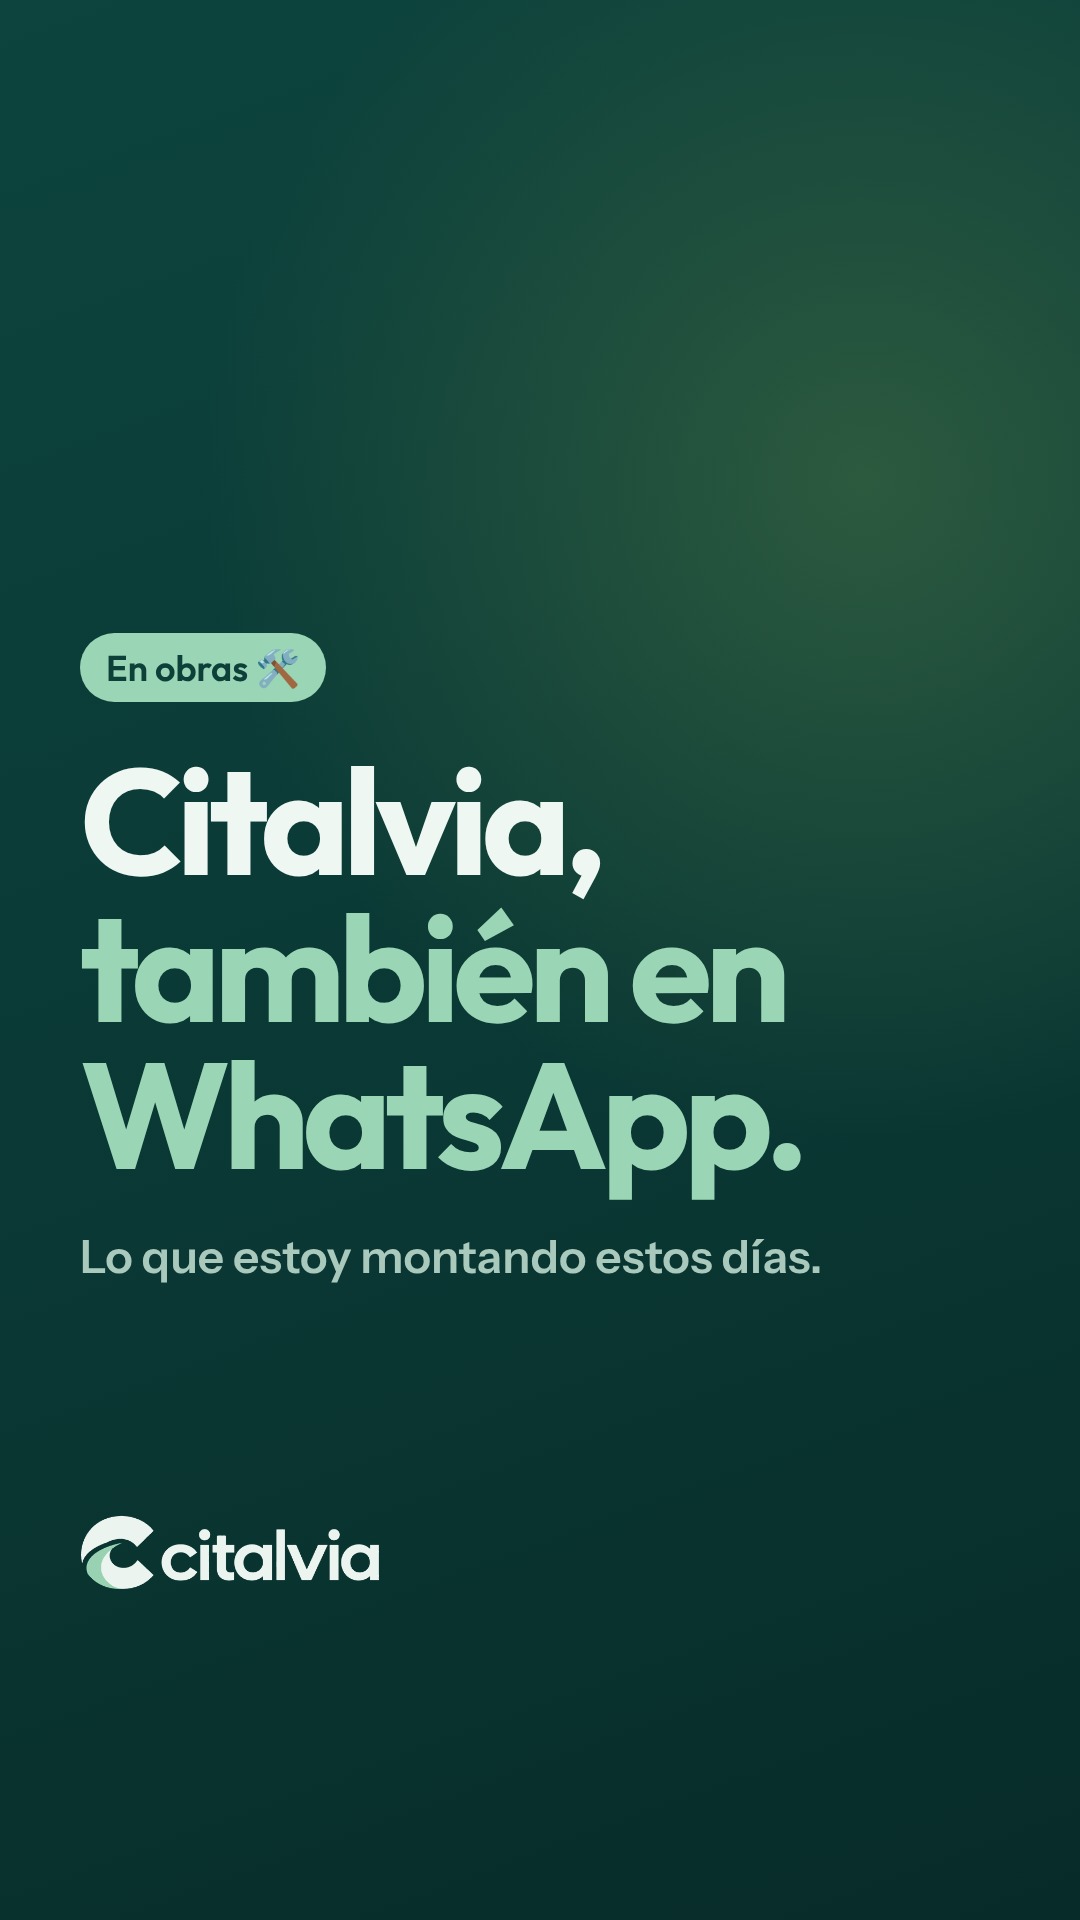 En obras 🛠️
Citalvia,
también en
WhatsApp.
Lo que estoy montando estos días.
citalvia